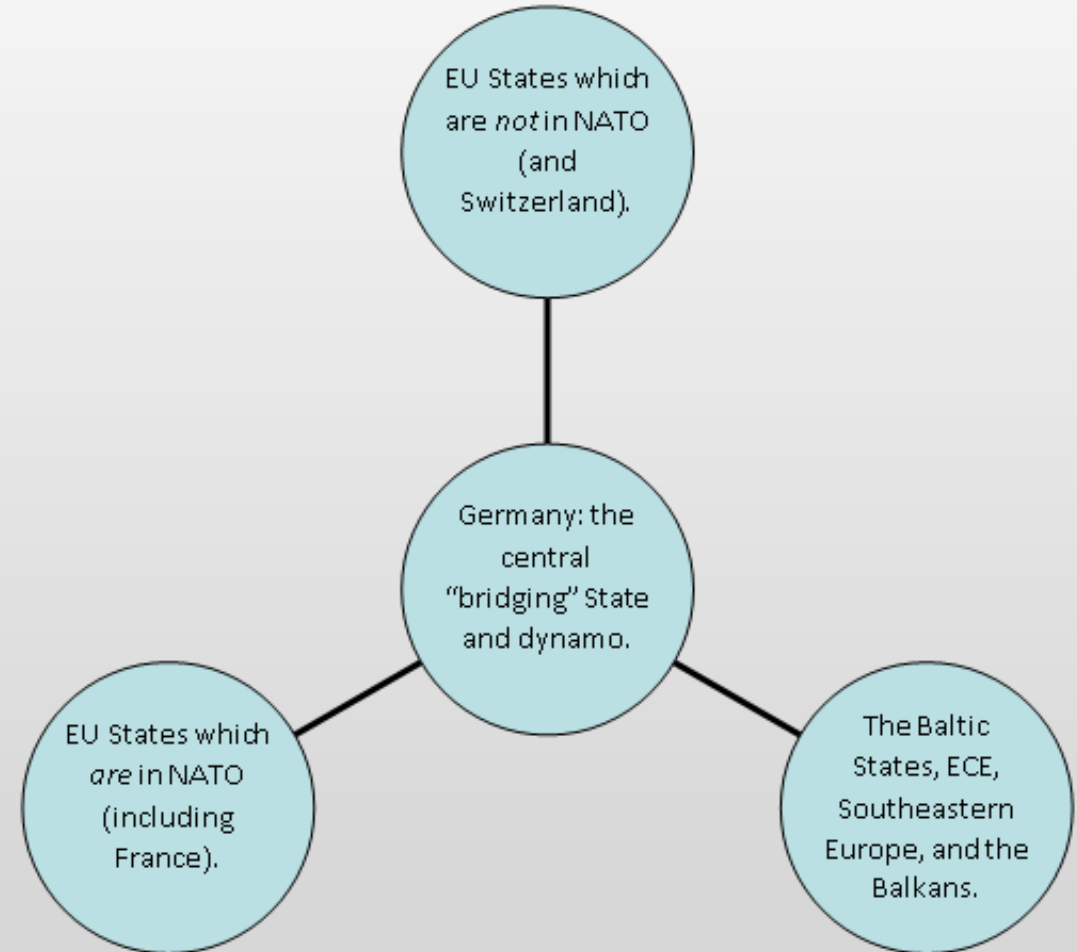 EU States which
are not in NATO
(and
Switzerland).
Germany: the
central
“bridging” State
and dynamo.
EU States which
are in NATO
(including
France).
The Baltic
States, ECE,
Southeastern
Europe, and the
Balkans.